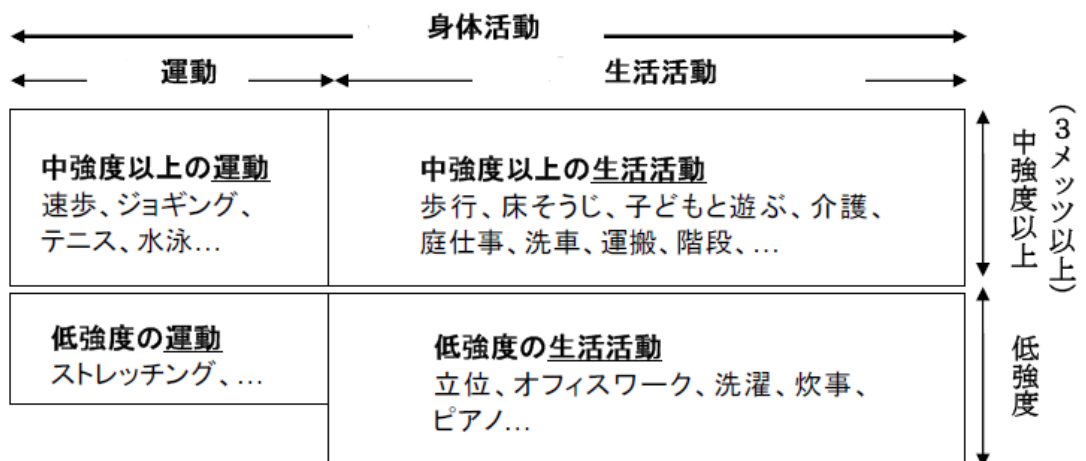 身体活動
運動
生活活動
中強度以上の運動
速歩、ジョギング、
テニス、水泳…
中強度以上の生活活動
歩行、床そうじ、子どもと遊ぶ、介護、
庭仕事、洗車、運搬、階段、…
(3メッツ以上)
中強度以上
低強度の運動
ストレッチング、…
低強度の生活活動
立位、オフィスワーク、洗濯、炊事、
ピアノ…
低強度